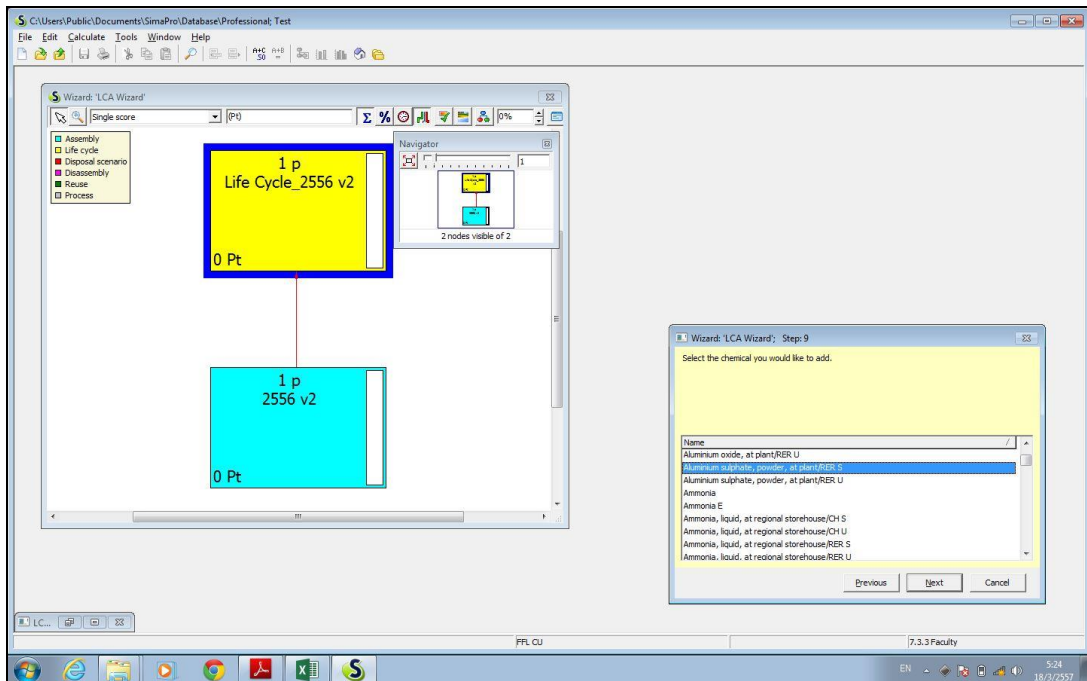 C:\Users\Public\Documents\SimaPro\Database\Professional; Test
File Edit Calculate Tools Window Help
A+C
50
A+B
=
Wizard: 'LCA Wizard'
Single score
(Pt)
Σ %
0%
Assembly
Life cycle
Disposal scenario
Disassembly
Reuse
Process
1 p
Life Cycle_2556 v2
0 Pt
1 p
2556 v2
0 Pt
Navigator
1
2 nodes visible of 2
Wizard: 'LCA Wizard'; Step: 9
Select the chemical you would like to add.
Name /
Aluminium oxide, at plant/RER U
Aluminium sulphate, powder, at plant/RER S
Aluminium sulphate, powder, at plant/RER U
Ammonia
Ammonia E
Ammonia, liquid, at regional storehouse/CH S
Ammonia, liquid, at regional storehouse/CH U
Ammonia, liquid, at regional storehouse/RER S
Ammonia, liquid, at regional storehouse/RER U
Previous Next Cancel
LC...
FFL CU
7.3.3 Faculty
EN
5:24
18/3/2557